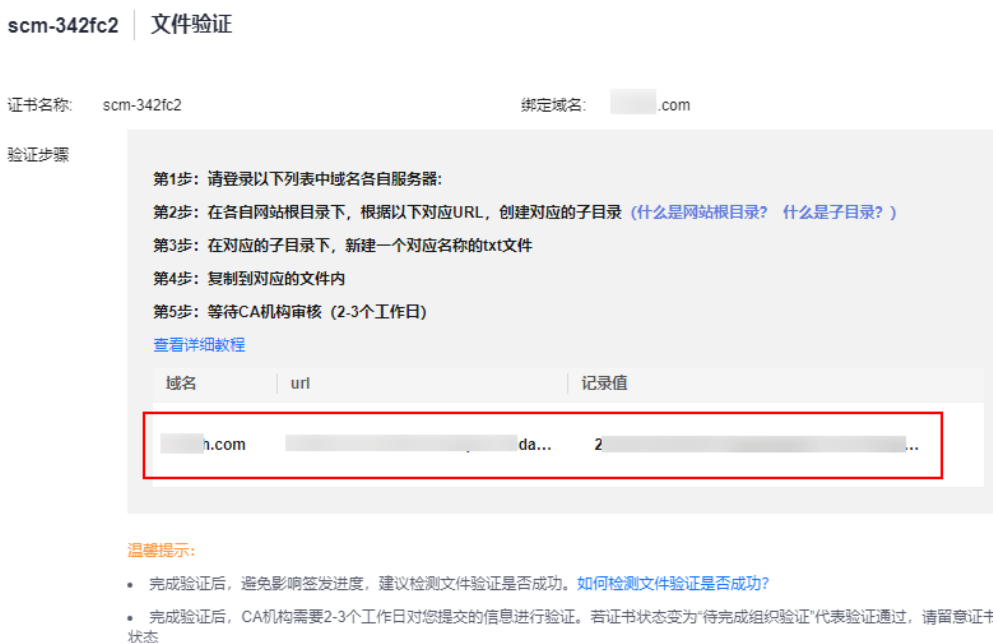 scm-342fc2 文件验证
证书名称: scm-342fc2 绑定域名: .com
验证步骤
第1步：请登录以下列表中域名各自服务器:
第2步：在各自网站根目录下，根据以下对应URL，创建对应的子目录（什么是网站根目录？ 什么是子目录？）
第3步：在对应的子目录下，新建一个对应名称的txt文件
第4步：复制到对应的文件内
第5步：等待CA机构审核（2-3个工作日)
查看详细教程
域名 url 记录值
h.com da... 2 ...
温馨提示:
• 完成验证后，避免影响签发进度，建议检测文件验证是否成功。如何检测文件验证是否成功?
• 完成验证后，CA机构需要2-3个工作日对您提交的信息进行验证。若证书状态变为“待完成组织验证”代表验证通过，请留意证书
状态